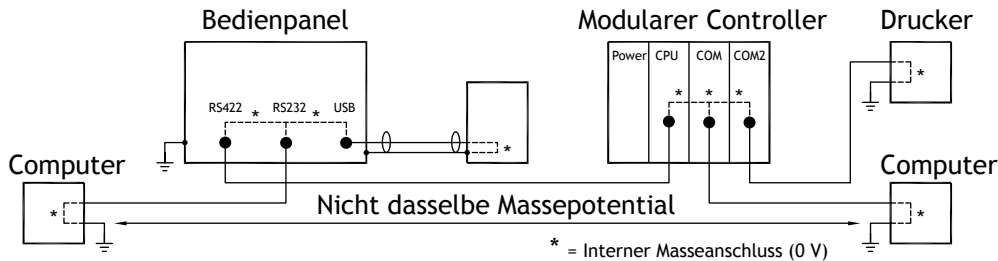 Bedienpanel
Modularer Controller
Drucker
Power CPU COM COM2
RS422 * RS232 * USB
* * *
*
*
Computer
Computer
*
*
Nicht dasselbe Massepotential
* = Interner Masseanschluss (0 V)